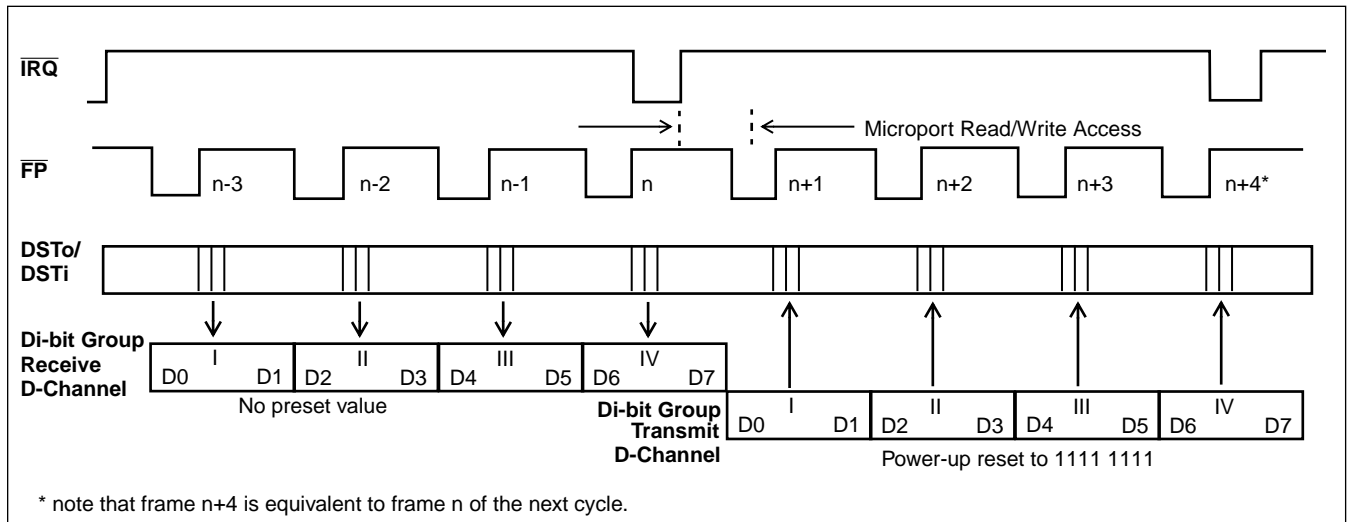 IRQ
Microport Read/Write Access
FP
n-3 n-2 n-1 n n+1 n+2 n+3 n+4*
DSTo/
DSTi
Di-bit Group
Receive
D-Channel
I II III IV
D0 D1 D2 D3 D4 D5 D6 D7
No preset value
Di-bit Group
Transmit
D-Channel
I II III IV
D0 D1 D2 D3 D4 D5 D6 D7
Power-up reset to 1111 1111
* note that frame n+4 is equivalent to frame n of the next cycle.